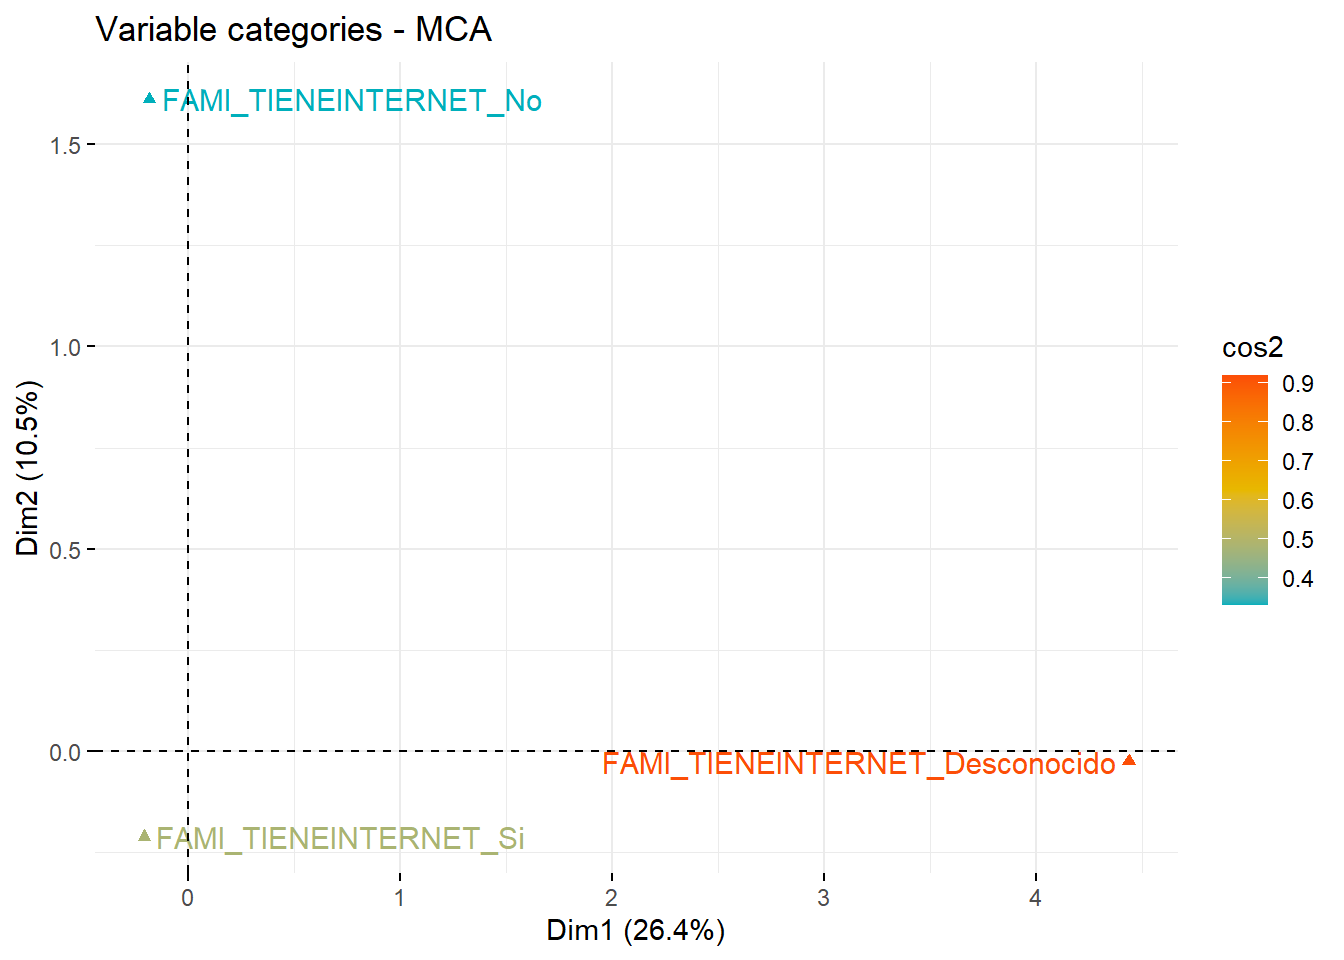 Variable categories - MCA
FAMI_TIENEINTERNET_No
1.5
1.0
0.5
0.0
Dim2 (10.5%)
FAMI_TIENEINTERNET_Desconocido
FAMI_TIENEINTERNET_Si
0
1
2
3
4
Dim1 (26.4%)
cos2
0.9
0.8
0.7
0.6
0.5
0.4